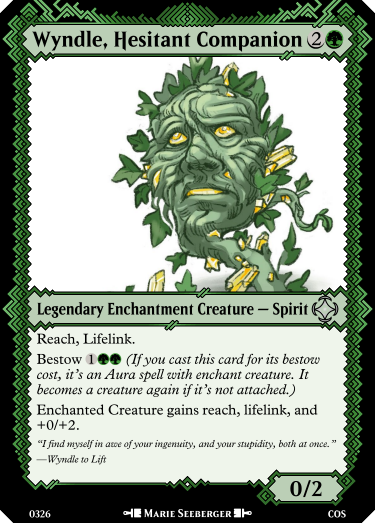 Wyndle, Hesitant Companion 2
Legendary Enchantment Creature — Spirit
Reach, Lifelink.
Bestow 1 (If you cast this card for its bestow
cost, it's an Aura spell with enchant creature. It
becomes a creature again if it's not attached.)
Enchanted Creature gains reach, lifelink, and
+0/+2.
"I find myself in awe of your ingenuity, and your stupidity, both at once."
—Wyndle to Lift
0/2
0326 Marie Seeberger COS